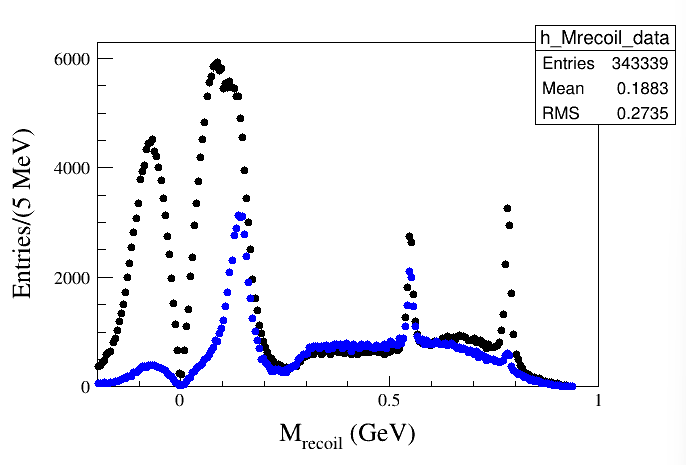 h_Mrecoil_data
Entries 343339
Mean 0.1883
RMS 0.2735
Entries/(5 MeV)
6000
4000
2000
0
0 0.5 1
M_recoil (GeV)